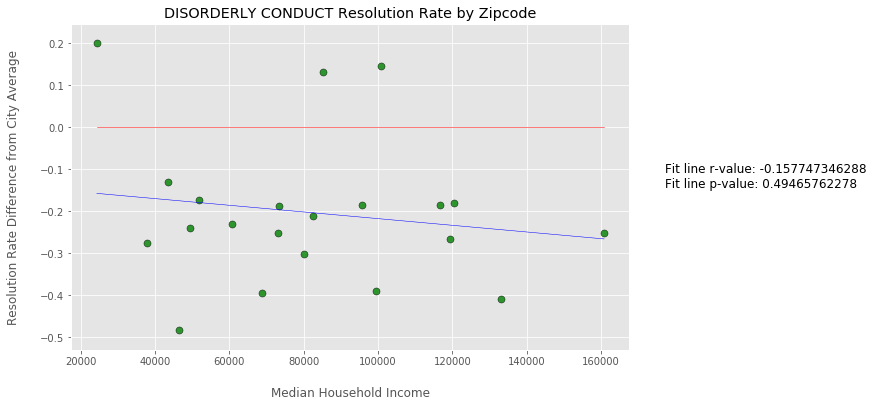 DISORDERLY CONDUCT Resolution Rate by Zipcode
Resolution Rate Difference from City Average
0.2
0.1
0.0
−0.1
−0.2
−0.3
−0.4
−0.5
20000 40000 60000 80000 100000 120000 140000 160000
Median Household Income
Fit line r-value: -0.157747346288
Fit line p-value: 0.49465762278